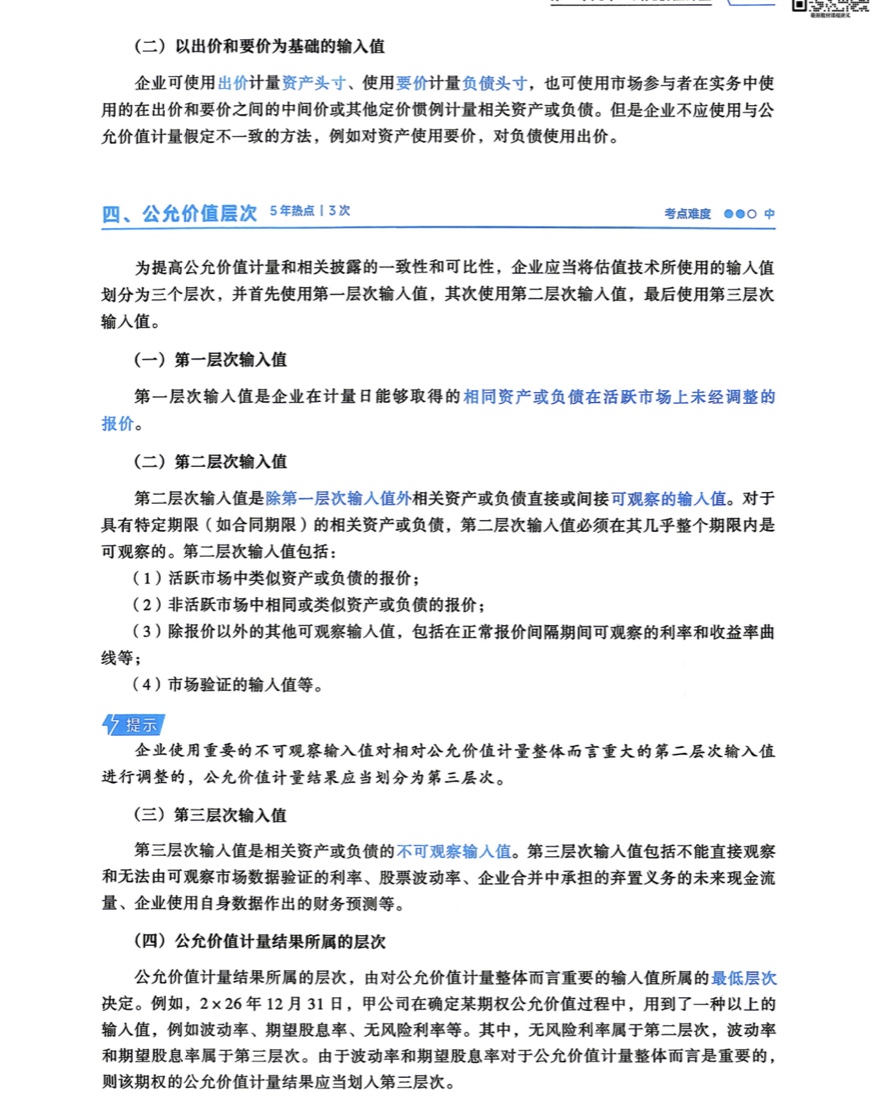 （二）以出价和要价为基础的输入值
企业可使用出价计量资产头寸、使用要价计量负债头寸，也可使用市场参与者在实务中使
用的在出价和要价之间的中间价或其他定价惯例计量相关资产或负债。但是企业不应使用与公
允价值计量假定不一致的方法，例如对资产使用要价，对负债使用出价。
四、公允价值层次 5年热点 | 3次 考点难度 中
为提高公允价值计量和相关披露的一致性和可比性，企业应当将估值技术所使用的输入值
划分为三个层次，并首先使用第一层次输入值，其次使用第二层次输入值，最后使用第三层次
输入值。
（一）第一层次输入值
第一层次输入值是企业在计量日能够取得的相同资产或负债在活跃市场上未经调整的
报价。
（二）第二层次输入值
第二层次输入值是除第一层次输入值外相关资产或负债直接或间接可观察的输入值。对于
具有特定期限（如合同期限）的相关资产或负债，第二层次输入值必须在其几乎整个期限内是
可观察的。第二层次输入值包括：
（1）活跃市场中类似资产或负债的报价；
（2）非活跃市场中相同或类似资产或负债的报价；
（3）除报价以外的其他可观察输入值，包括在正常报价间隔期间可观察的利率和收益率曲
线等；
（4）市场验证的输入值等。
提示
企业使用重要的不可观察输入值对相对公允价值计量整体而言重大的第二层次输入值
进行调整的，公允价值计量结果应当划分为第三层次。
（三）第三层次输入值
第三层次输入值是相关资产或负债的不可观察输入值。第三层次输入值包括不能直接观察
和无法由可观察市场数据验证的利率、股票波动率、企业合并中承担的弃置义务的未来现金流
量、企业使用自身数据作出的财务预测等。
（四）公允价值计量结果所属的层次
公允价值计量结果所属的层次，由对公允价值计量整体而言重要的输入值所属的最低层次
决定。例如，2×26年12月31日，甲公司在确定某期权公允价值过程中，用到了一种以上的
输入值，例如波动率、期望股息率、无风险利率等。其中，无风险利率属于第二层次，波动率
和期望股息率属于第三层次。由于波动率和期望股息率对于公允价值计量整体而言是重要的，
则该期权的公允价值计量结果应当划入第三层次。